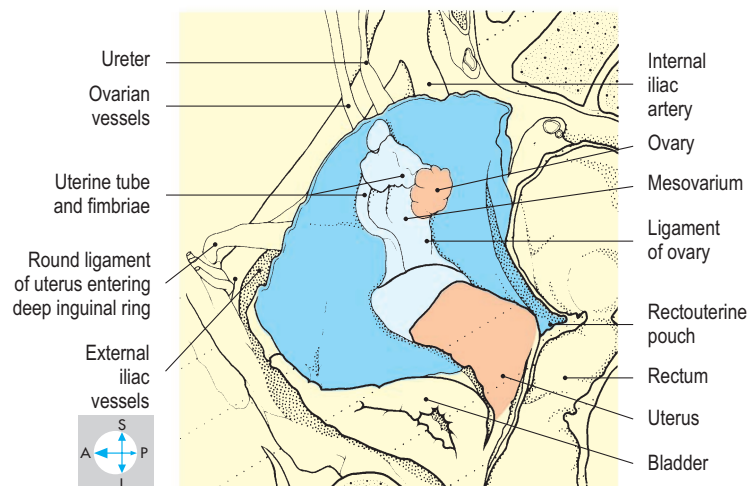 Ureter
Ovarian
vessels
Uterine tube
and fimbriae
Round ligament
of uterus entering
deep inguinal ring
External
iliac
vessels
S
A P
I
Internal
iliac
artery
Ovary
Mesovarium
Ligament
of ovary
Rectouterine
pouch
Rectum
Uterus
Bladder